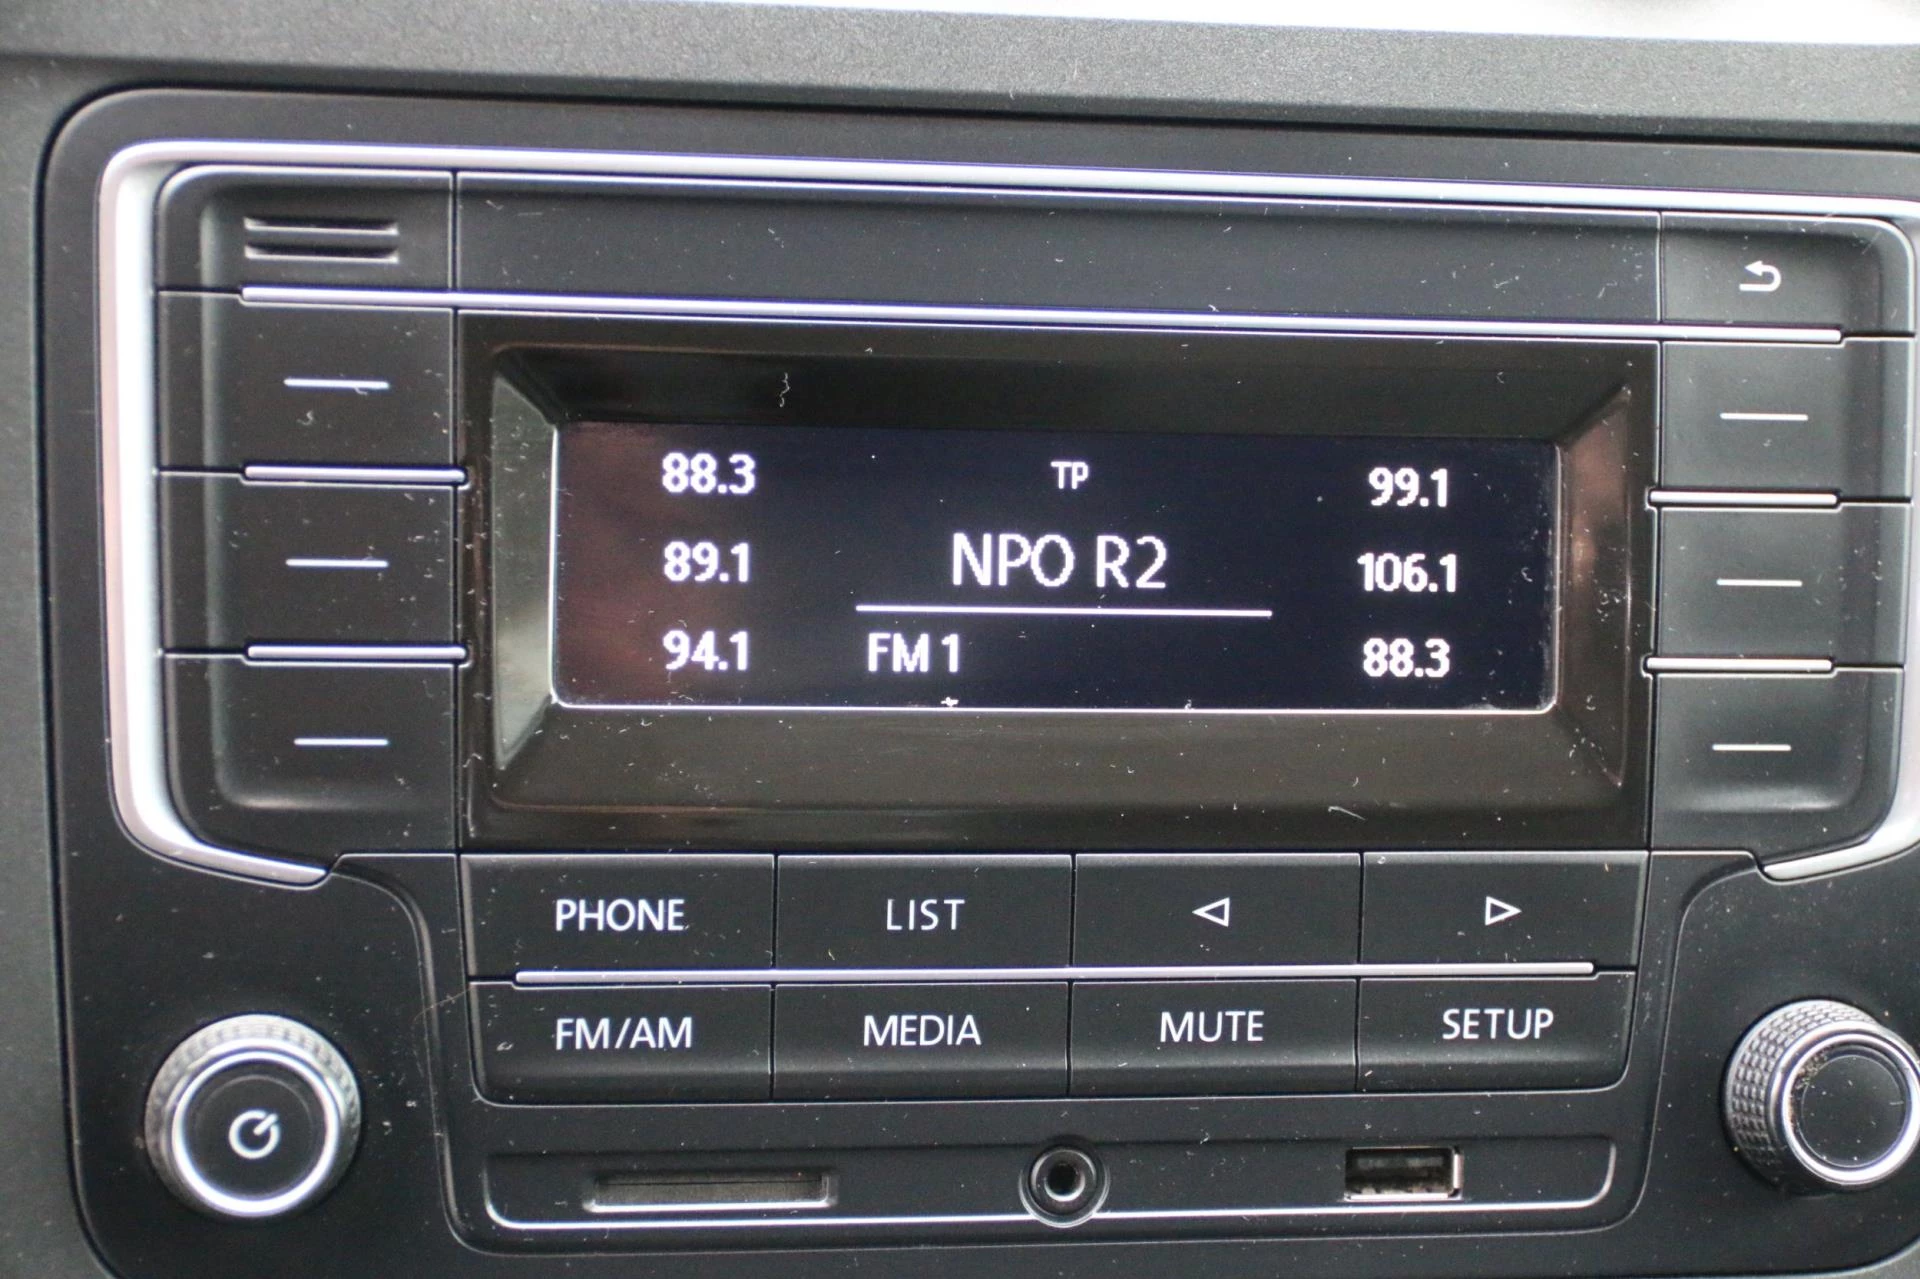 88.3 TP 99.1
89.1 NPO R2 106.1
94.1 FM 1 88.3
PHONE LIST
FM/AM MEDIA MUTE SETUP